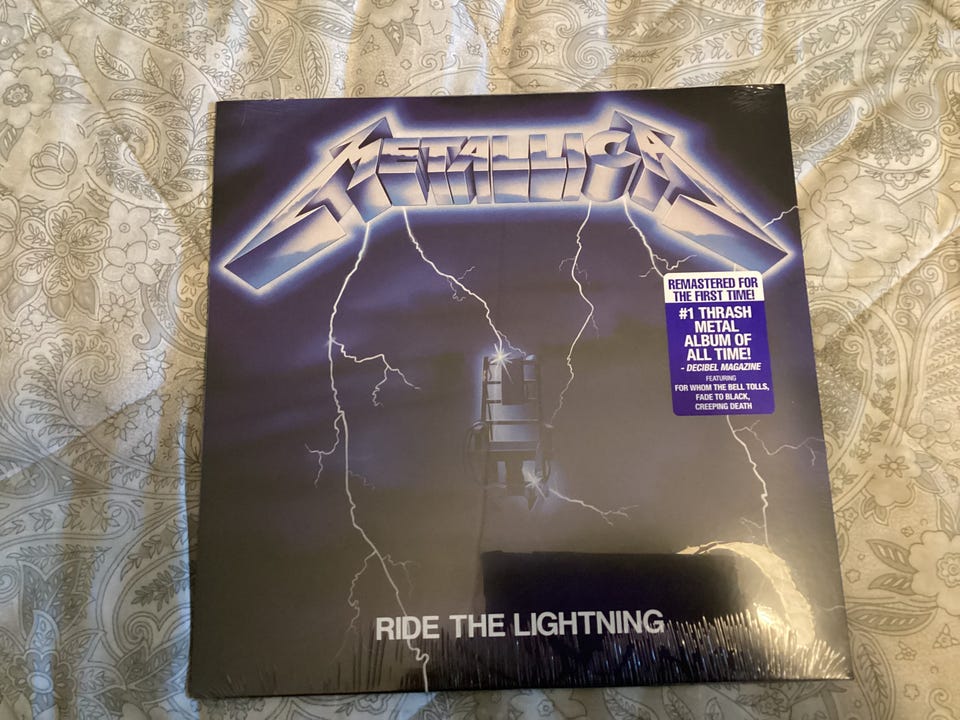 METALLICA
REMASTERED FOR
THE FIRST TIME!
#1 THRASH
METAL
ALBUM OF
ALL TIME!
- DECIBEL MAGAZINE
FEATURING
FOR WHOM THE BELL TOLLS,
FADE TO BLACK,
CREEPING DEATH
RIDE THE LIGHTNING